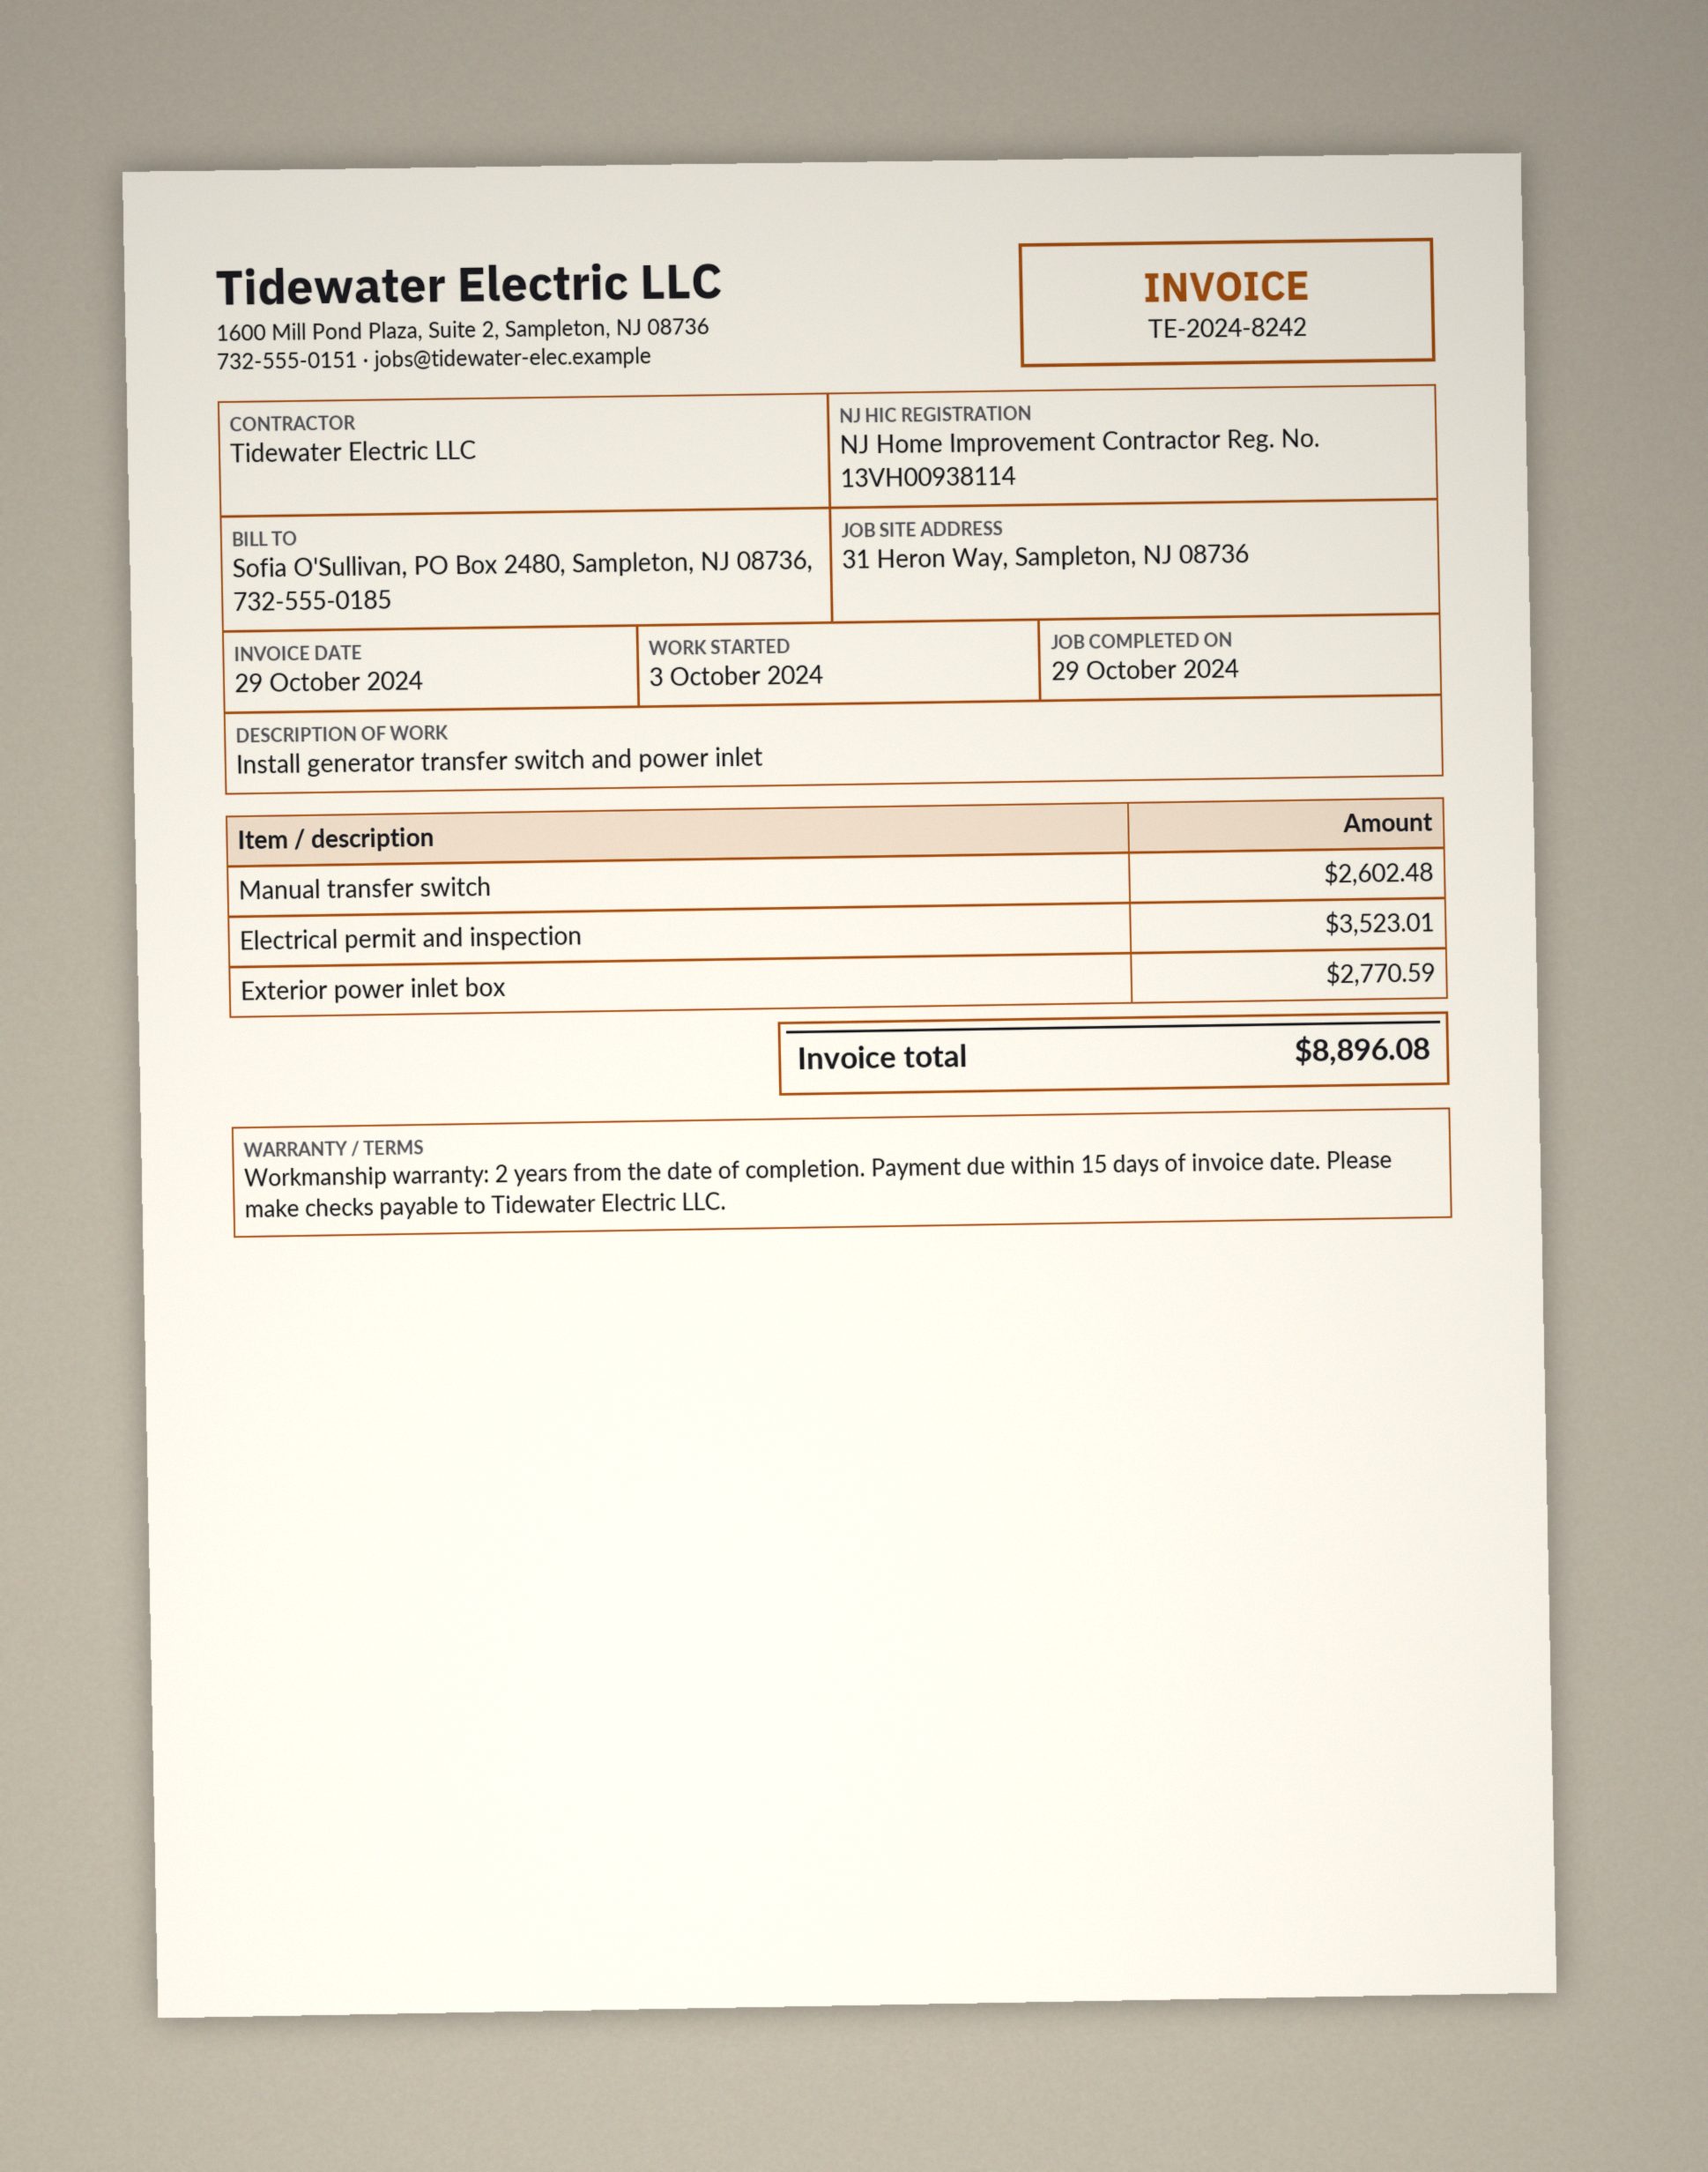 Tidewater Electric LLC
1600 Mill Pond Plaza, Suite 2, Sampleton, NJ 08736
732-555-0151 · jobs@tidewater-elec.example
INVOICE
TE-2024-8242
CONTRACTOR
Tidewater Electric LLC
NJ HIC REGISTRATION
NJ Home Improvement Contractor Reg. No.
13VH00938114
BILL TO
Sofia O'Sullivan, PO Box 2480, Sampleton, NJ 08736,
732-555-0185
JOB SITE ADDRESS
31 Heron Way, Sampleton, NJ 08736
INVOICE DATE
29 October 2024
WORK STARTED
3 October 2024
JOB COMPLETED ON
29 October 2024
DESCRIPTION OF WORK
Install generator transfer switch and power inlet
Item / description Amount
Manual transfer switch $2,602.48
Electrical permit and inspection $3,523.01
Exterior power inlet box $2,770.59
Invoice total $8,896.08
WARRANTY / TERMS
Workmanship warranty: 2 years from the date of completion. Payment due within 15 days of invoice date. Please
make checks payable to Tidewater Electric LLC.